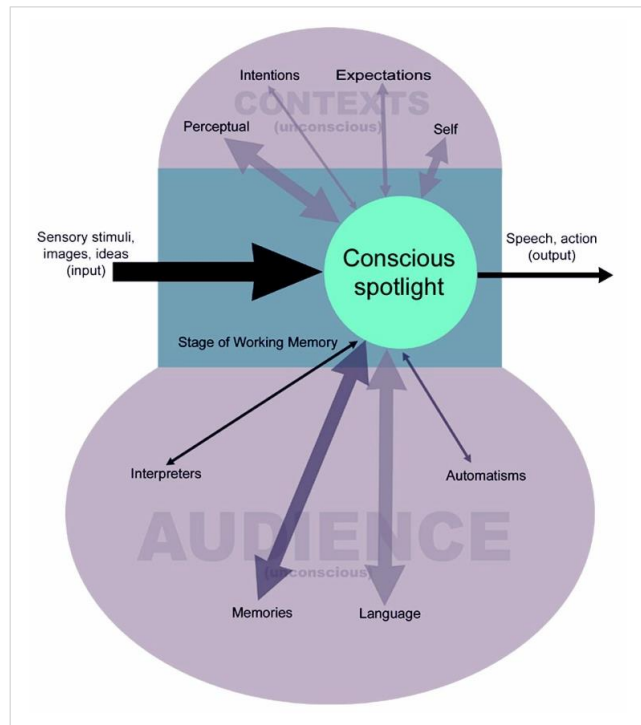 Intentions
Expectations
CONTEXTS
(unconscious)
Perceptual
Self
Sensory stimuli,
images, ideas
(input)
Conscious
spotlight
Speech, action
(output)
Stage of Working Memory
Interpreters
Automatisms
AUDIENCE
(unconscious)
Memories
Language